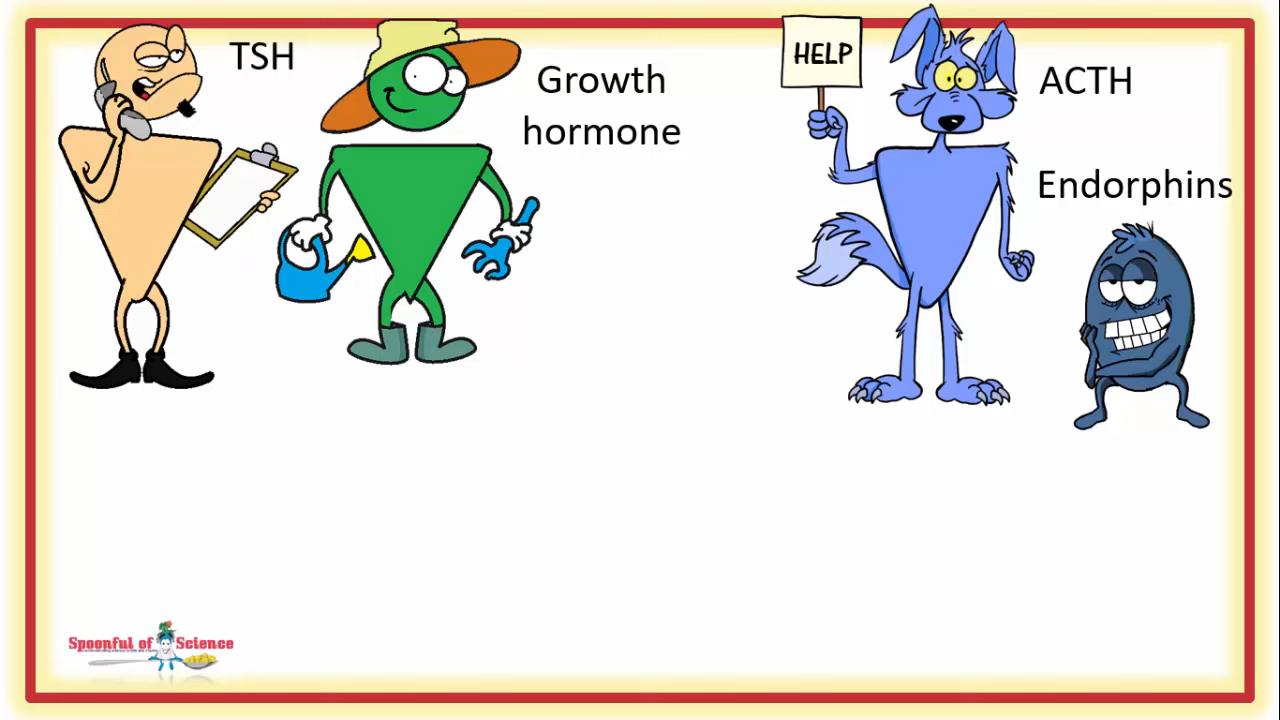 TSH
Growth
hormone
HELP
ACTH
Endorphins
Spoonful of Science